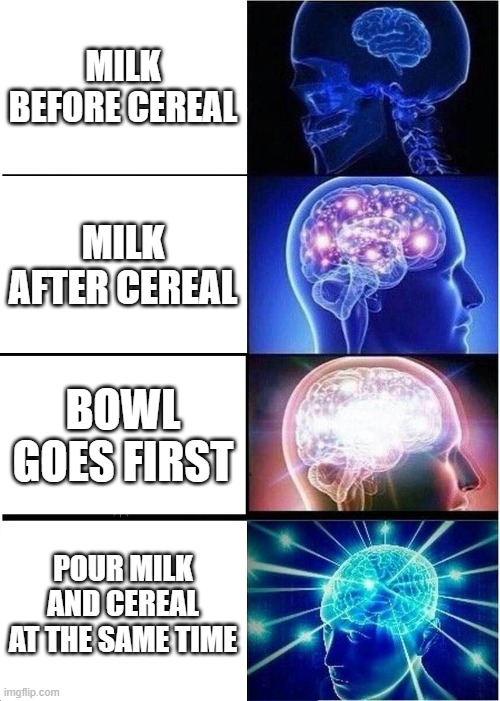 MILK
BEFORE CEREAL
MILK
AFTER CEREAL
BOWL
GOES FIRST
POUR MILK
AND CEREAL
AT THE SAME TIME
imgflip.com